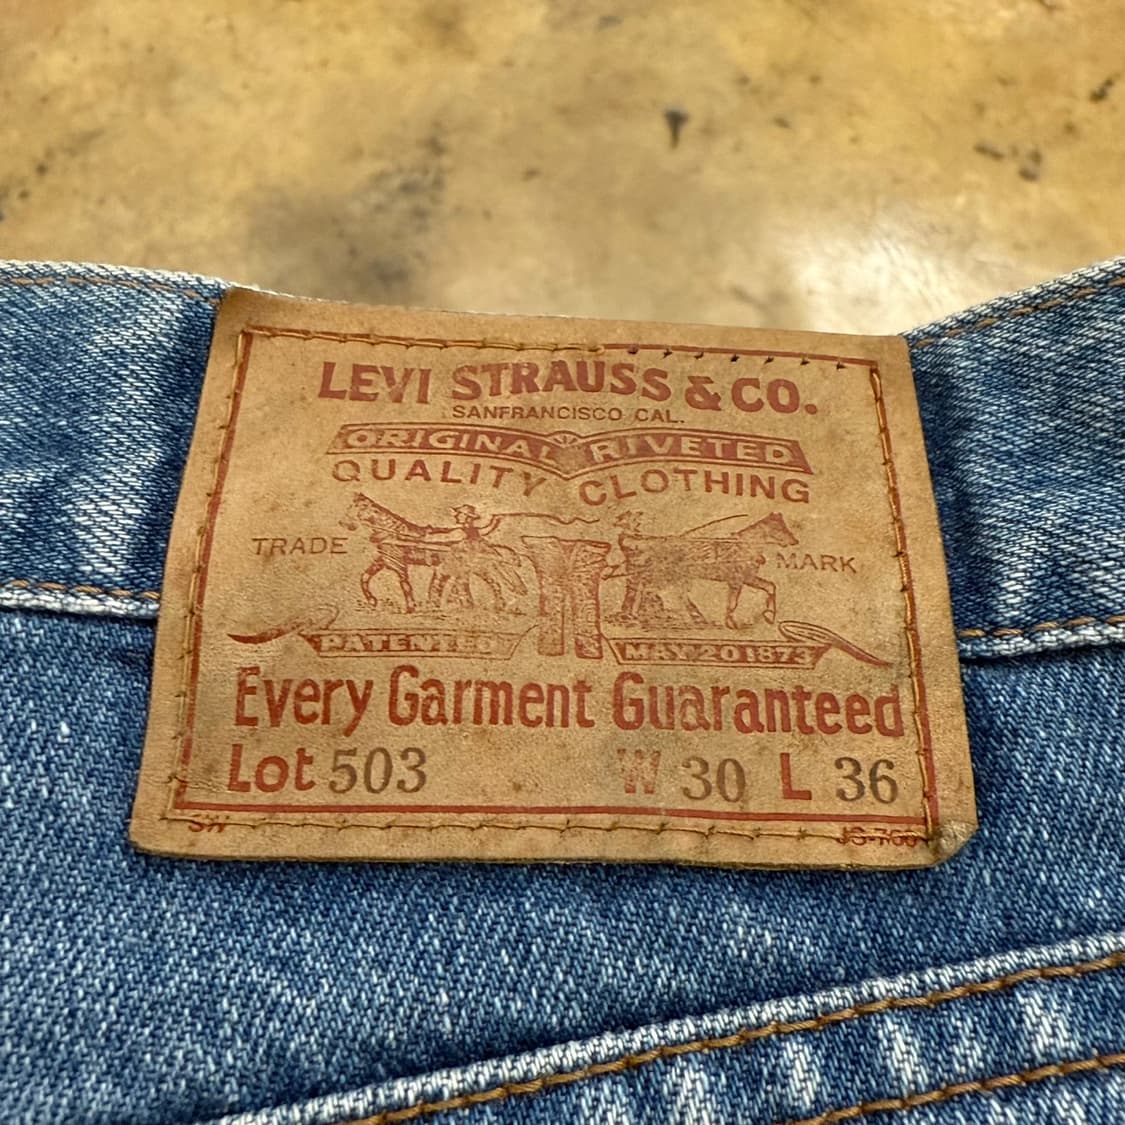 LEVI STRAUSS & CO.
SANFRANCISCO CAL.
ORIGINAL RIVETED
QUALITY CLOTHING
TRADE MARK
PATENTED MAY 20 1873
Every Garment Guaranteed
Lot 503 W 30 L 36